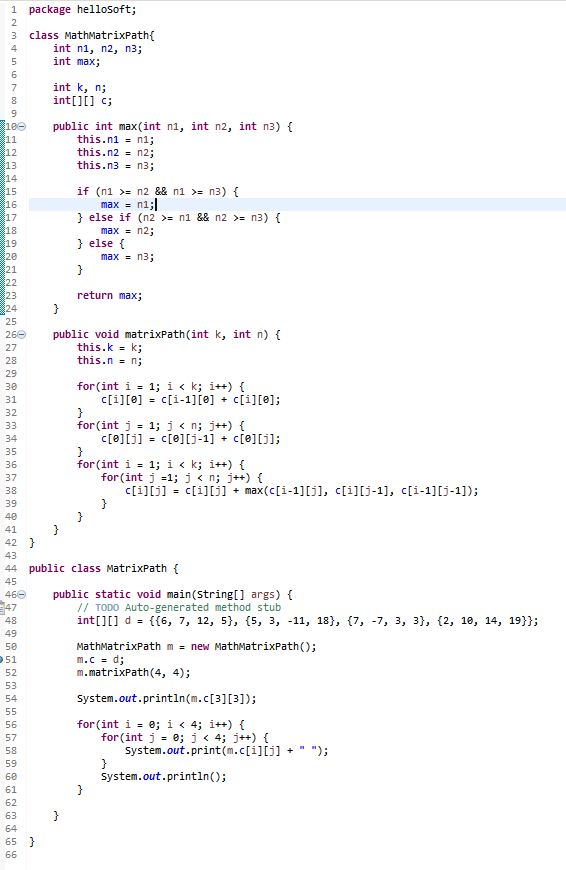 1 package helloSoft;
2
3 class MathMatrixPath{
4     int n1, n2, n3;
5     int max;
6
7     int k, n;
8     int[][] c;
9
10     public int max(int n1, int n2, int n3) {
11         this.n1 = n1;
12         this.n2 = n2;
13         this.n3 = n3;
14
15         if (n1 >= n2 && n1 >= n3) {
16             max = n1;
17         } else if (n2 >= n1 && n2 >= n3) {
18             max = n2;
19         } else {
20             max = n3;
21         }
22
23         return max;
24     }
25
26     public void matrixPath(int k, int n) {
27         this.k = k;
28         this.n = n;
29
30         for(int i = 1; i < k; i++) {
31             c[i][0] = c[i-1][0] + c[i][0];
32         }
33         for(int j = 1; j < n; j++) {
34             c[0][j] = c[0][j-1] + c[0][j];
35         }
36         for(int i = 1; i < k; i++) {
37             for(int j =1; j < n; j++) {
38                 c[i][j] = c[i][j] + max(c[i-1][j], c[i][j-1], c[i-1][j-1]);
39             }
40         }
41     }
42 }
43
44 public class MatrixPath {
45
46     public static void main(String[] args) {
47         // TODO Auto-generated method stub
48         int[][] d = {{6, 7, 12, 5}, {5, 3, -11, 18}, {7, -7, 3, 3}, {2, 10, 14, 19}};
49
50         MathMatrixPath m = new MathMatrixPath();
51         m.c = d;
52         m.matrixPath(4, 4);
53
54         System.out.println(m.c[3][3]);
55
56         for(int i = 0; i < 4; i++) {
57             for(int j = 0; j < 4; j++) {
58                 System.out.print(m.c[i][j] + " ");
59             }
60             System.out.println();
61         }
62
63     }
64
65 }
66